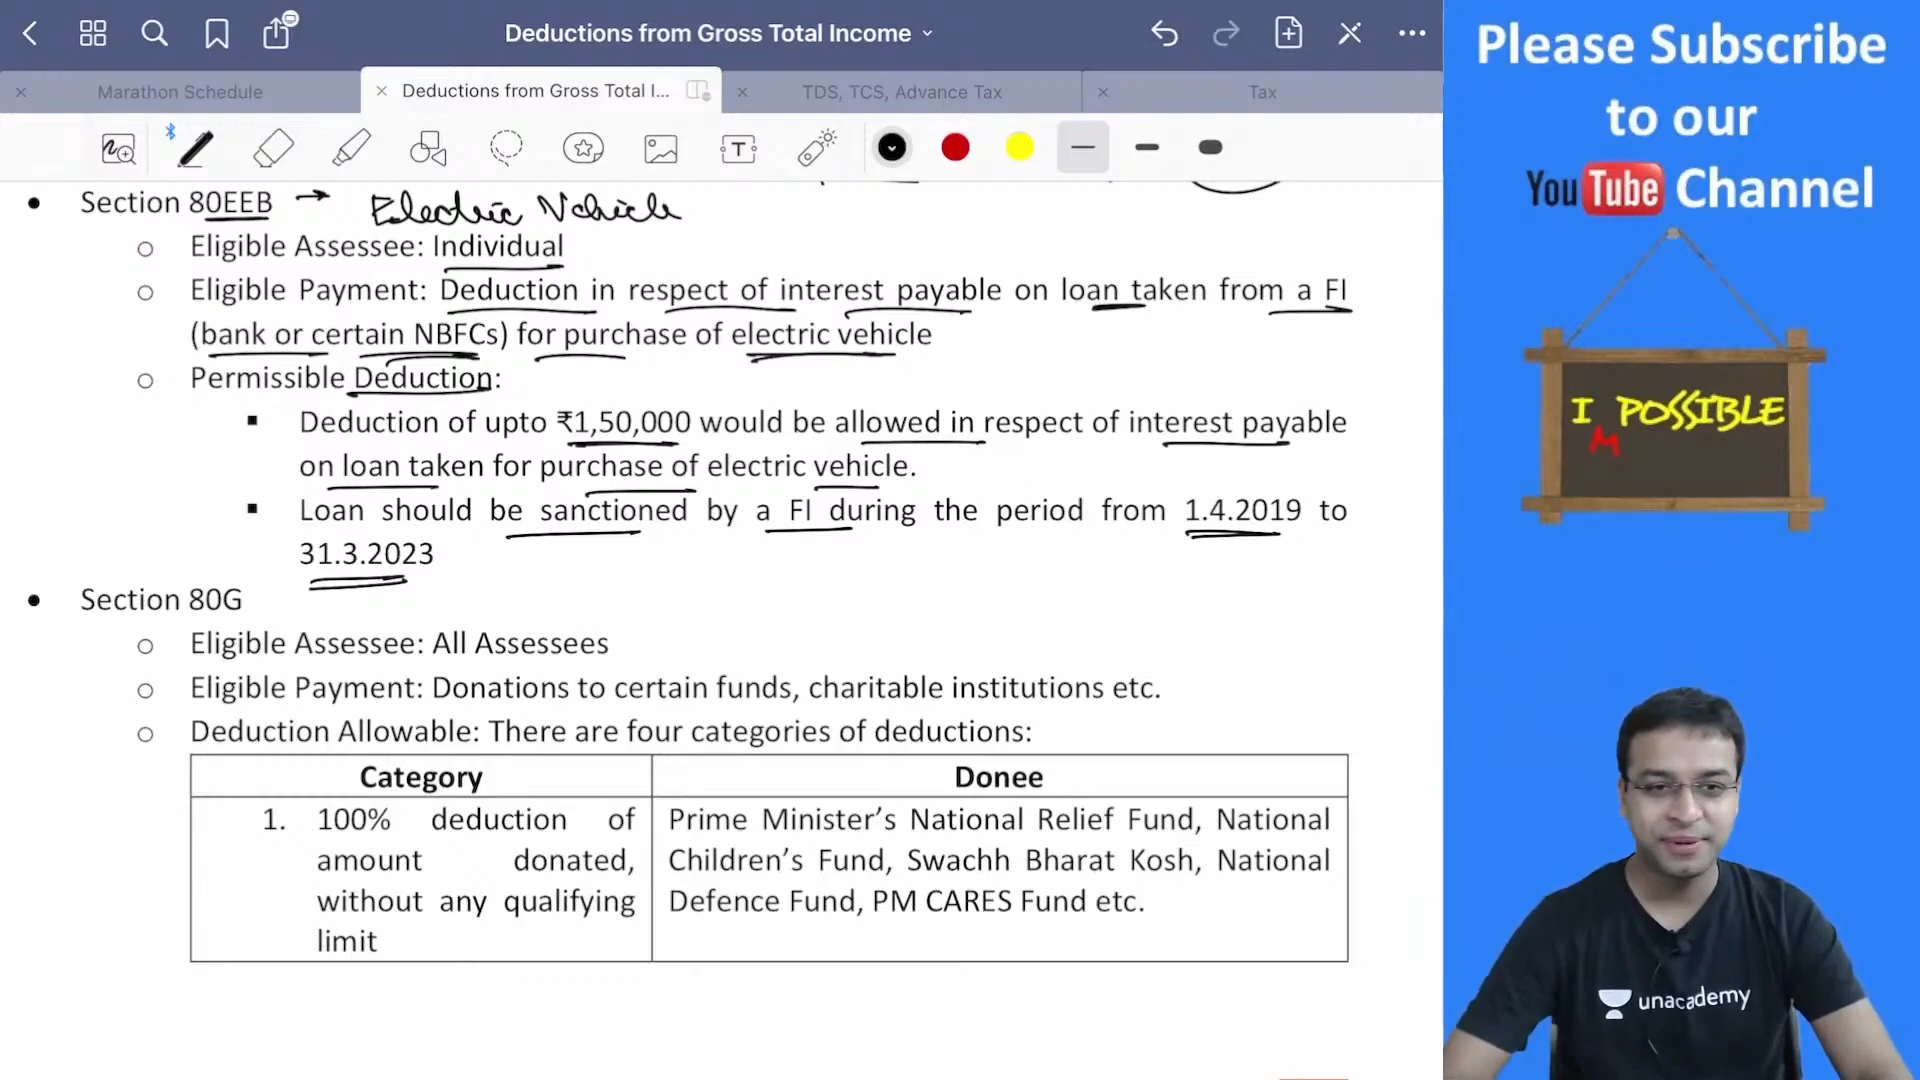 Deductions from Gross Total Income
Marathon Schedule
Deductions from Gross Total I...
TDS, TCS, Advance Tax
Tax
Section 80EEB → Electric Vehicle
Eligible Assessee: Individual
Eligible Payment: Deduction in respect of interest payable on loan taken from a FI
(bank or certain NBFCs) for purchase of electric vehicle
Permissible Deduction:
Deduction of upto ₹1,50,000 would be allowed in respect of interest payable
on loan taken for purchase of electric vehicle.
Loan should be sanctioned by a FI during the period from 1.4.2019 to
31.3.2023
Section 80G
Eligible Assessee: All Assessees
Eligible Payment: Donations to certain funds, charitable institutions etc.
Deduction Allowable: There are four categories of deductions:
Category
Donee
1. 100% deduction of
amount donated,
without any qualifying
limit
Prime Minister’s National Relief Fund, National
Children’s Fund, Swachh Bharat Kosh, National
Defence Fund, PM CARES Fund etc.
Please Subscribe
to our
YouTube Channel
I POSSIBLE
M
unacademy